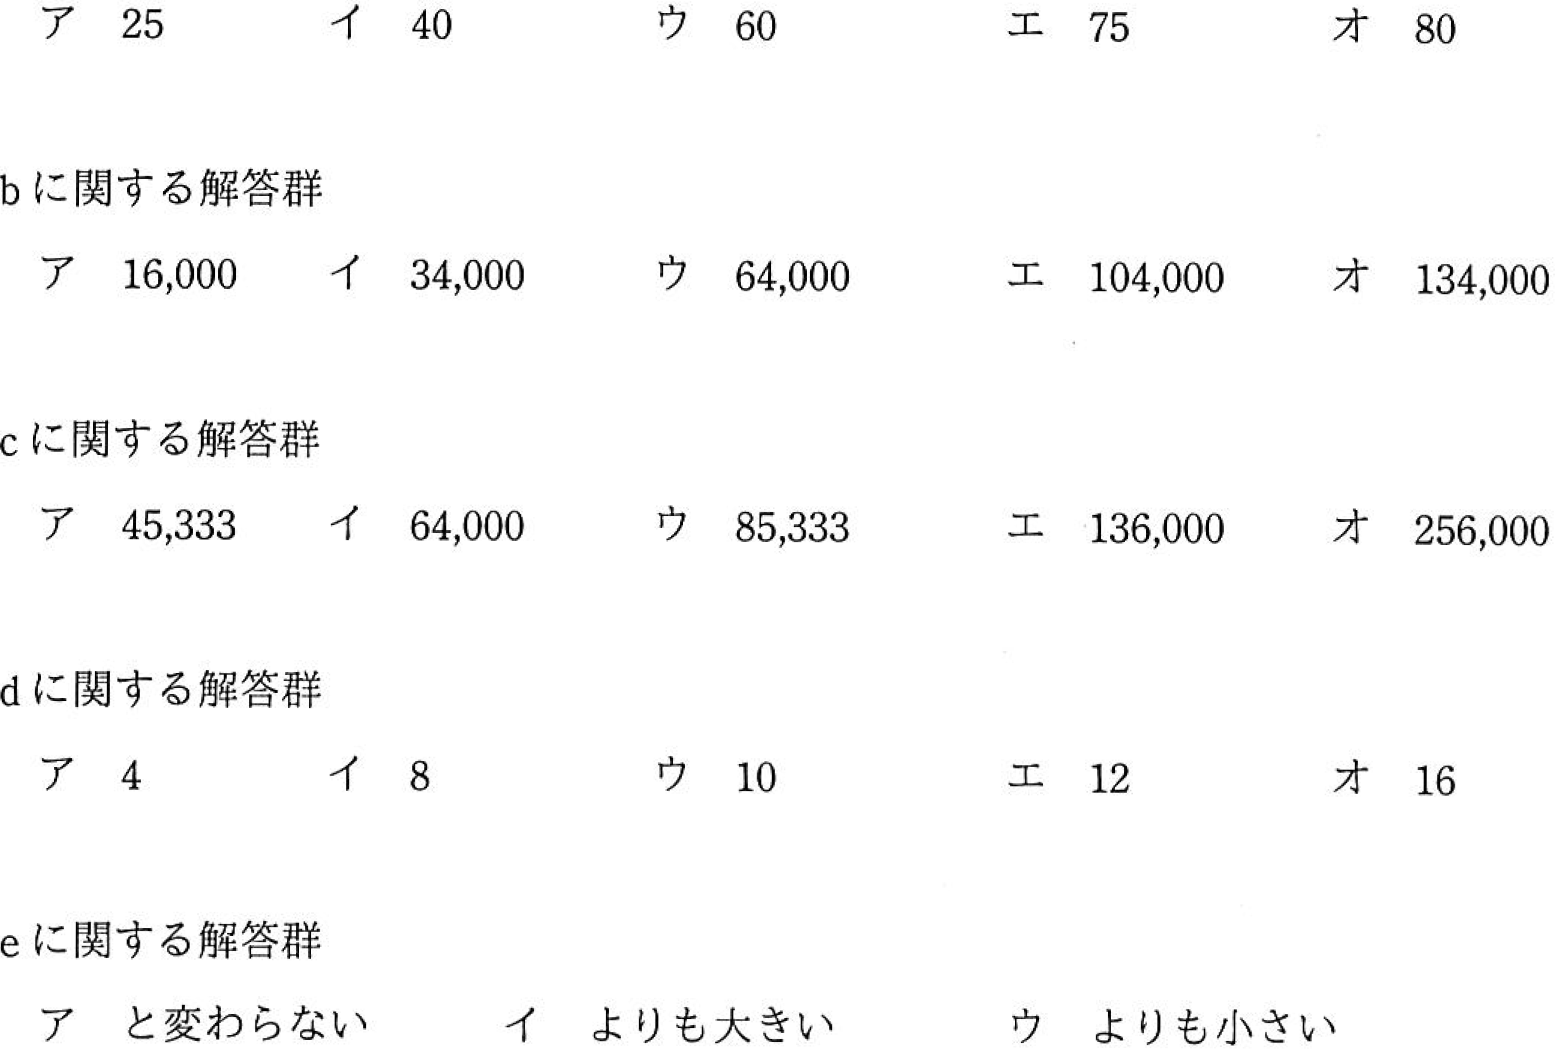 ア 25 イ 40 ウ 60 エ 75 オ 80
bに関する解答群
ア 16,000 イ 34,000 ウ 64,000 エ 104,000 オ 134,000
cに関する解答群
ア 45,333 イ 64,000 ウ 85,333 エ 136,000 オ 256,000
dに関する解答群
ア 4 イ 8 ウ 10 エ 12 オ 16
eに関する解答群
ア と変わらない イ よりも大きい ウ よりも小さい